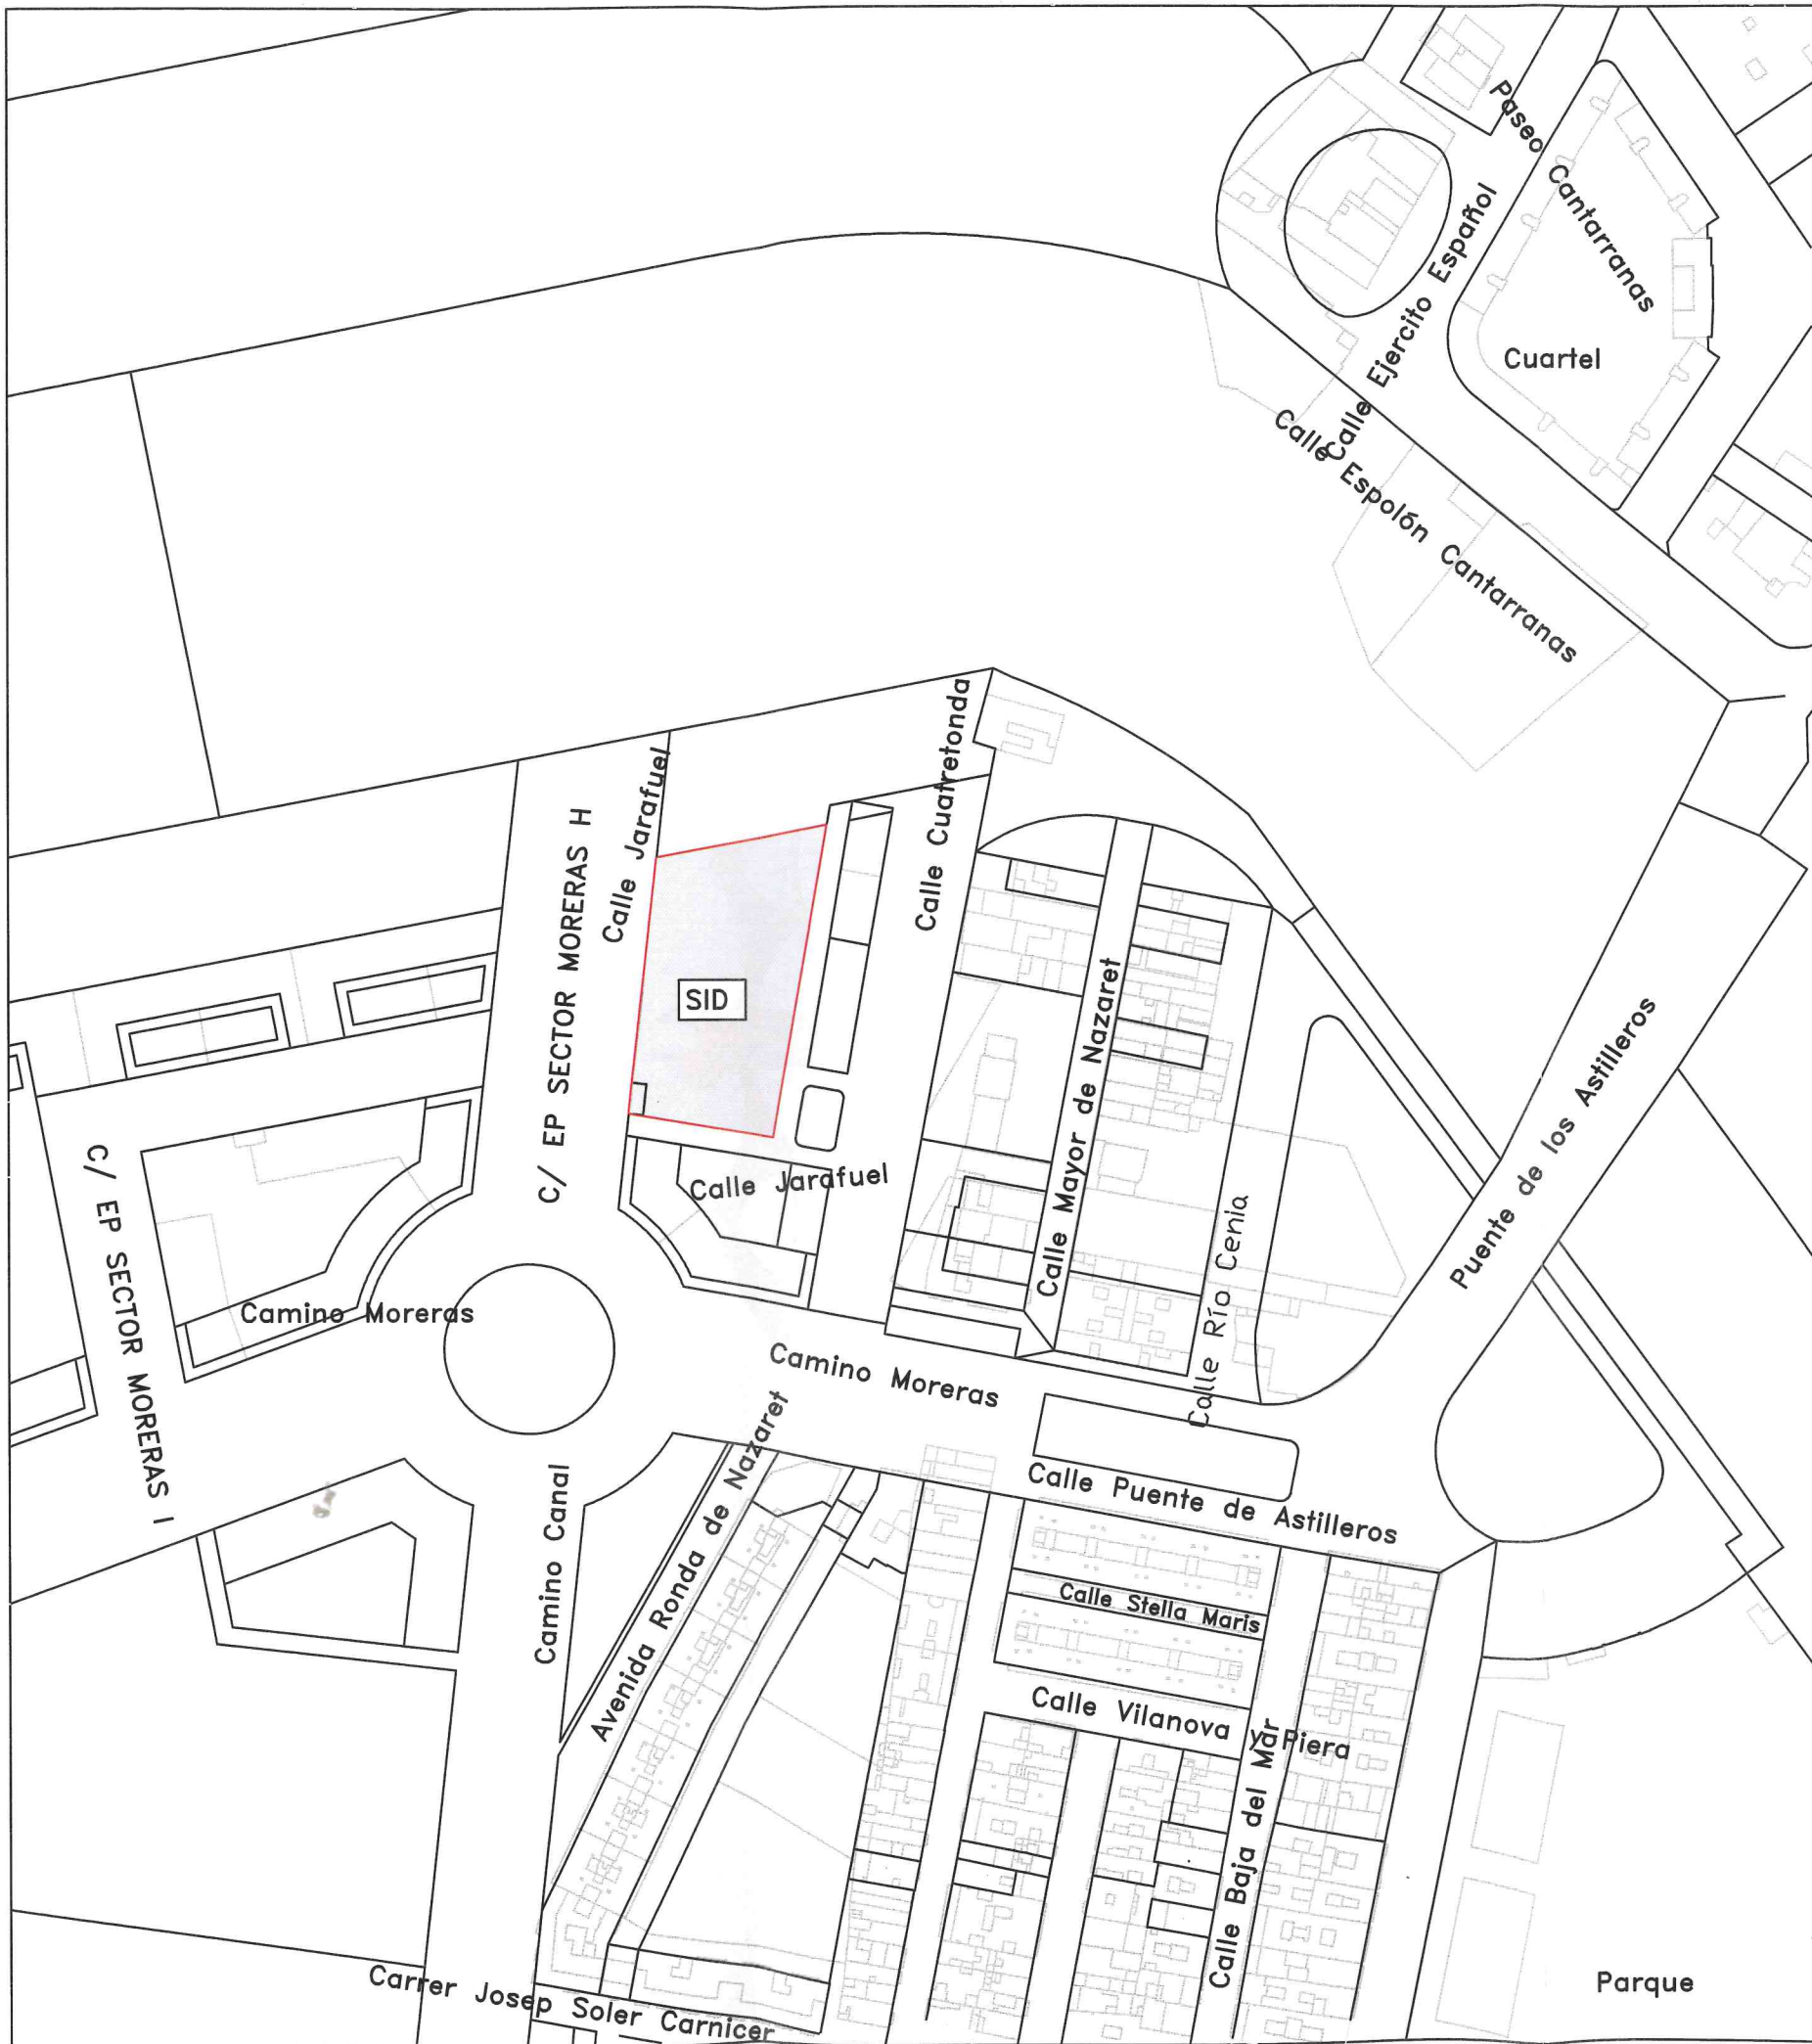 Paseo Cantarranas
Calle Ejercito Español
Cuartel
Calle Espolón Cantarranas
Calle Cuatretonda
Calle Jarafuel
C/ EP SECTOR MORERAS H
SID
Calle Mayor de Nazaret
Puente de los Astilleros
C/ EP SECTOR MORERAS I
Calle Jarafuel
Calle Río Cenia
Camino Moreras
Camino Moreras
Avenida Ronda de Nazaret
Camino Canal
Calle Puente de Astilleros
Calle Stella Maris
Calle Vilanova y Piera
Calle Baja del Mar
Carrer Josep Soler Carnicer
Parque